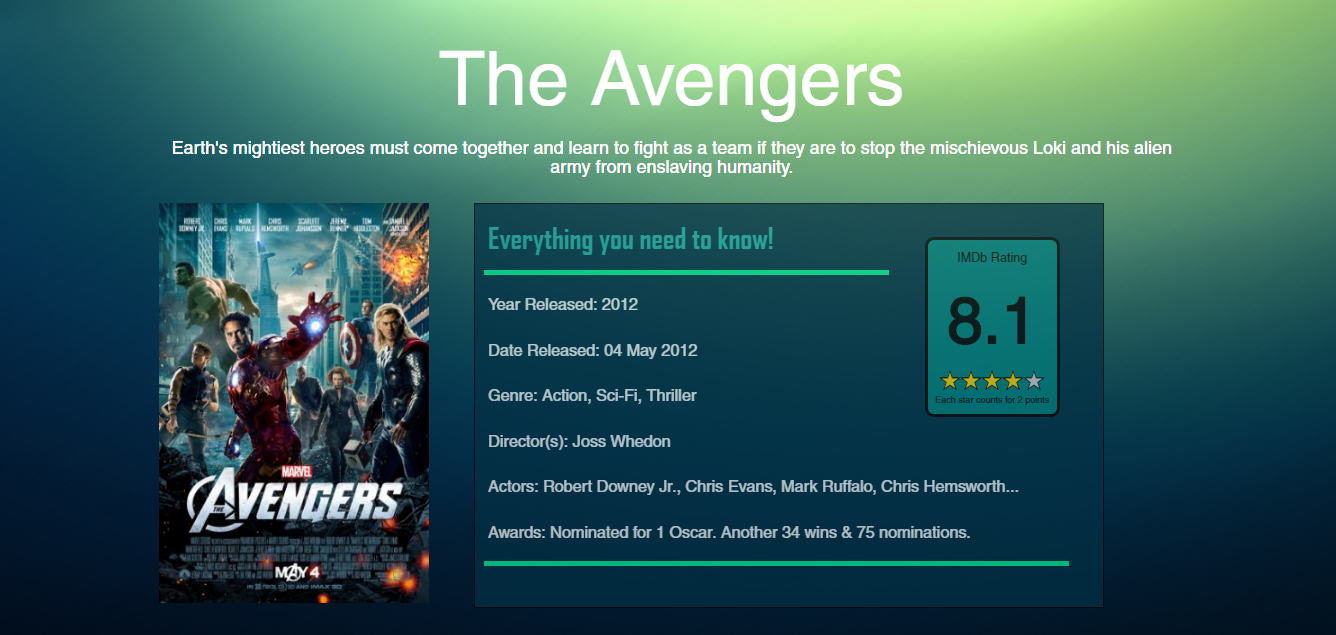 The Avengers
Earth's mightiest heroes must come together and learn to fight as a team if they are to stop the mischievous Loki and his alien
army from enslaving humanity.
ROBERT DOWNEY JR. CHRIS EVANS MARK RUFFALO CHRIS HEMSWORTH SCARLETT JOHANSSON JEREMY RENNER TOM HIDDLESTON AND SAMUEL L. JACKSON
MARVEL
THE AVENGERS
MAY 4
Everything you need to know!
Year Released: 2012
Date Released: 04 May 2012
Genre: Action, Sci-Fi, Thriller
Director(s): Joss Whedon
Actors: Robert Downey Jr., Chris Evans, Mark Ruffalo, Chris Hemsworth...
Awards: Nominated for 1 Oscar. Another 34 wins & 75 nominations.
IMDb Rating
8.1
Each star counts for 2 points